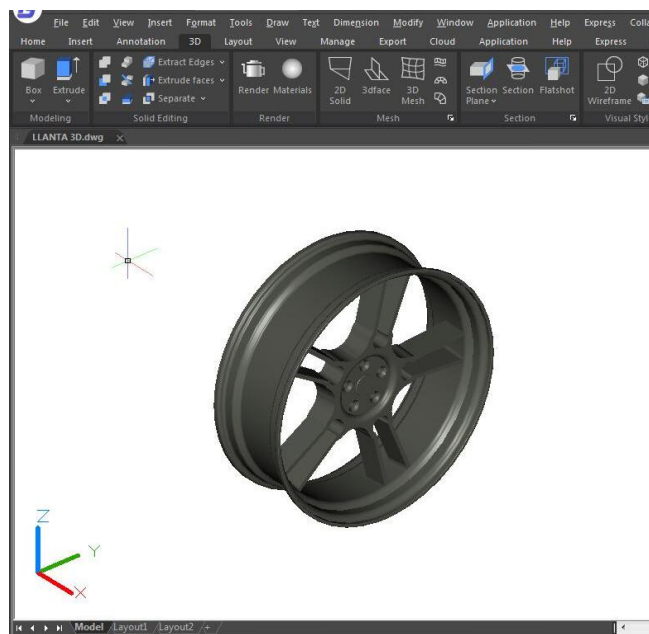 File Edit View Insert Format Tools Draw Text Dimension Modify Window Application Help Express Colla
Home Insert Annotation 3D Layout View Manage Export Cloud Application Help Express
Extract Edges
Box Extrude Extrude faces Render Materials 2D Solid 3dface 3D Mesh Section Plane Section Flatshot 2D Wireframe
Separate
Modeling Solid Editing Render Mesh Section Visual Styl
LLANTA 3D.dwg
Z
Y
X
Model Layout1 Layout2 +